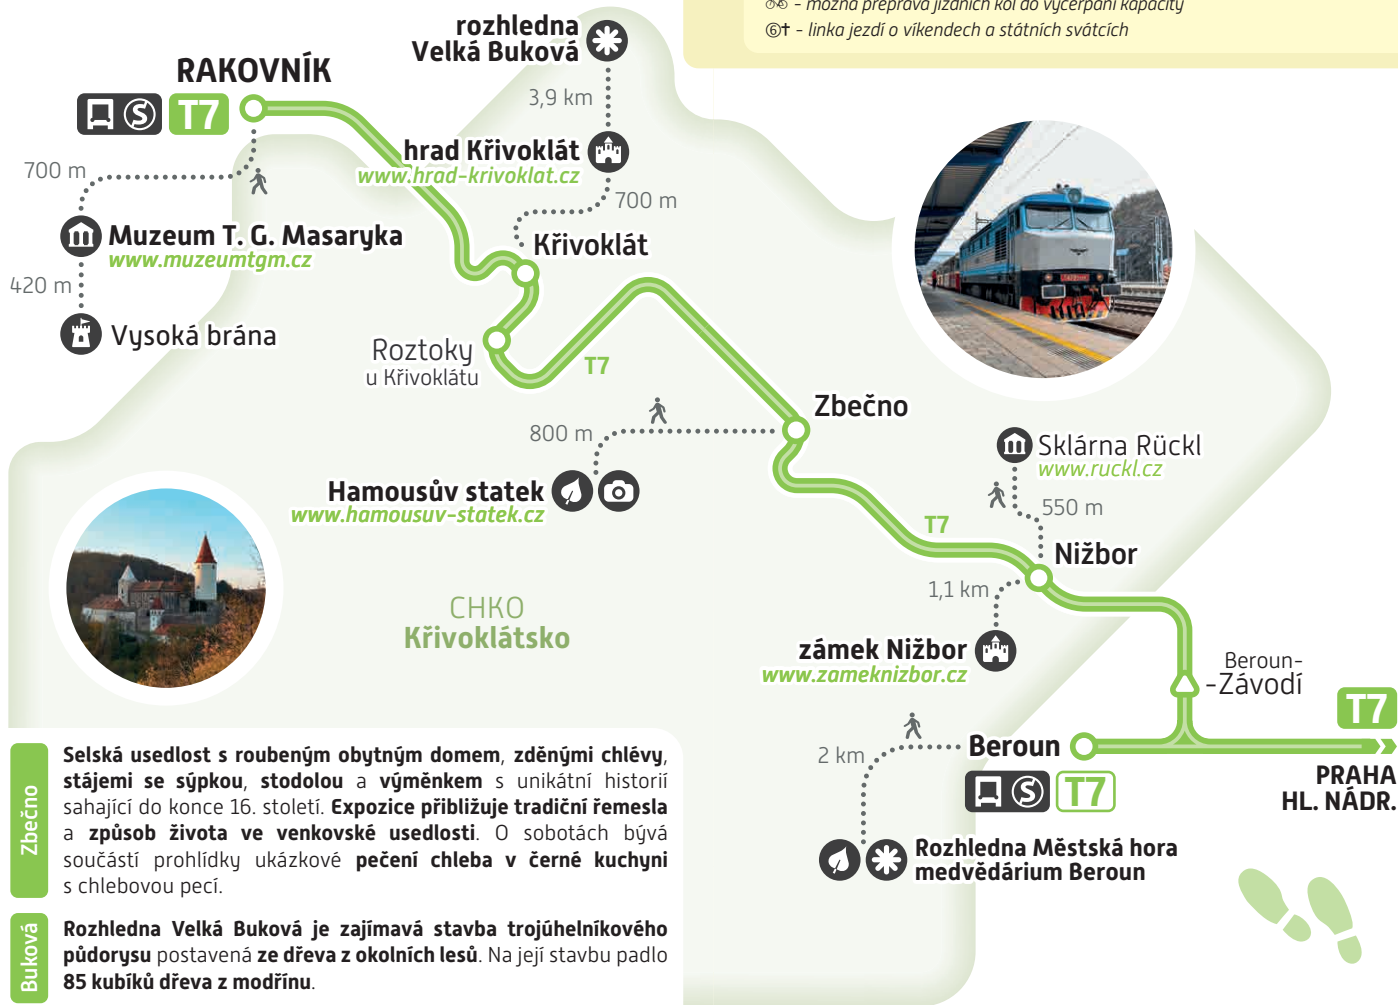 - možná přeprava jízdních kol do vyčerpání kapacity
⑥† - linka jezdí o víkendech a státních svátcích
rozhledna
Velká Buková
3,9 km
RAKOVNÍK
S T7
hrad Křivoklát
www.hrad-krivoklat.cz
700 m
700 m
Muzeum T. G. Masaryka
www.muzeumtgm.cz
420 m
Vysoká brána
Křivoklát
Roztoky
u Křivoklátu
T7
Zbečno
800 m
Hamousův statek
www.hamousuv-statek.cz
Sklárna Rückl
www.ruckl.cz
550 m
T7
Nižbor
1,1 km
zámek Nižbor
www.zameknizbor.cz
CHKO
Křivoklátsko
Beroun-
-Závodí
T7
PRAHA
HL. NÁDR.
2 km
Beroun
S T7
Rozhledna Městská hora
medvědárium Beroun
Zbečno
Selská usedlost s roubeným obytným domem, zděnými chlévy,
stájemi se sýpkou, stodolou a výměnkem s unikátní historií
sahající do konce 16. století. Expozice přibližuje tradiční řemesla
a způsob života ve venkovské usedlosti. O sobotách bývá
součástí prohlídky ukázkové pečení chleba v černé kuchyni
s chlebovou pecí.
Buková
Rozhledna Velká Buková je zajímavá stavba trojúhelníkového
půdorysu postavená ze dřeva z okolních lesů. Na její stavbu padlo
85 kubíků dřeva z modřínu.